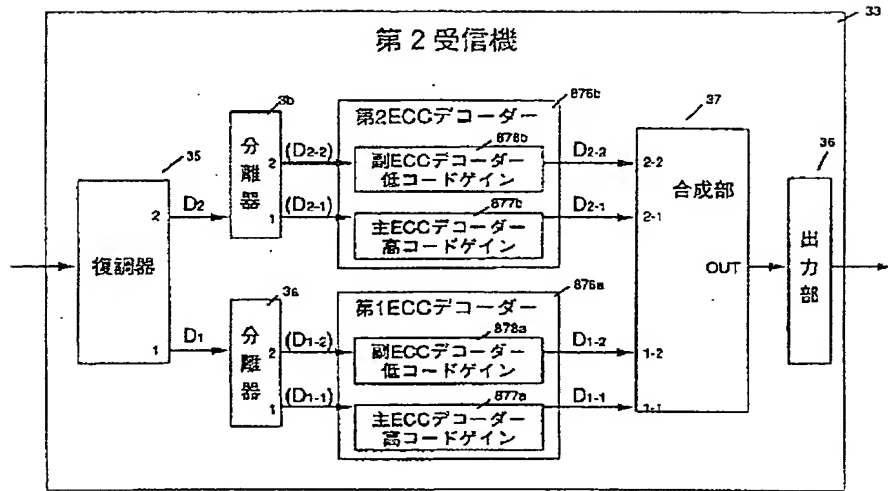 33
第2受信機
876b
3b
37
第2ECCデコーダー
878b
36
35
分離器
(D2-2)
副ECCデコーダー
低コードゲイン
D2-2
2-2
合成部
2
D2
2
(D2-1)
877b
D2-1
2-1
1
主ECCデコーダー
高コードゲイン
復調器
OUT
出力部
3a
876a
第1ECCデコーダー
878a
D1
分離器
(D1-2)
副ECCデコーダー
低コードゲイン
D1-2
1-2
1
2
(D1-1)
877a
D1-1
1-1
1
主ECCデコーダー
高コードゲイン